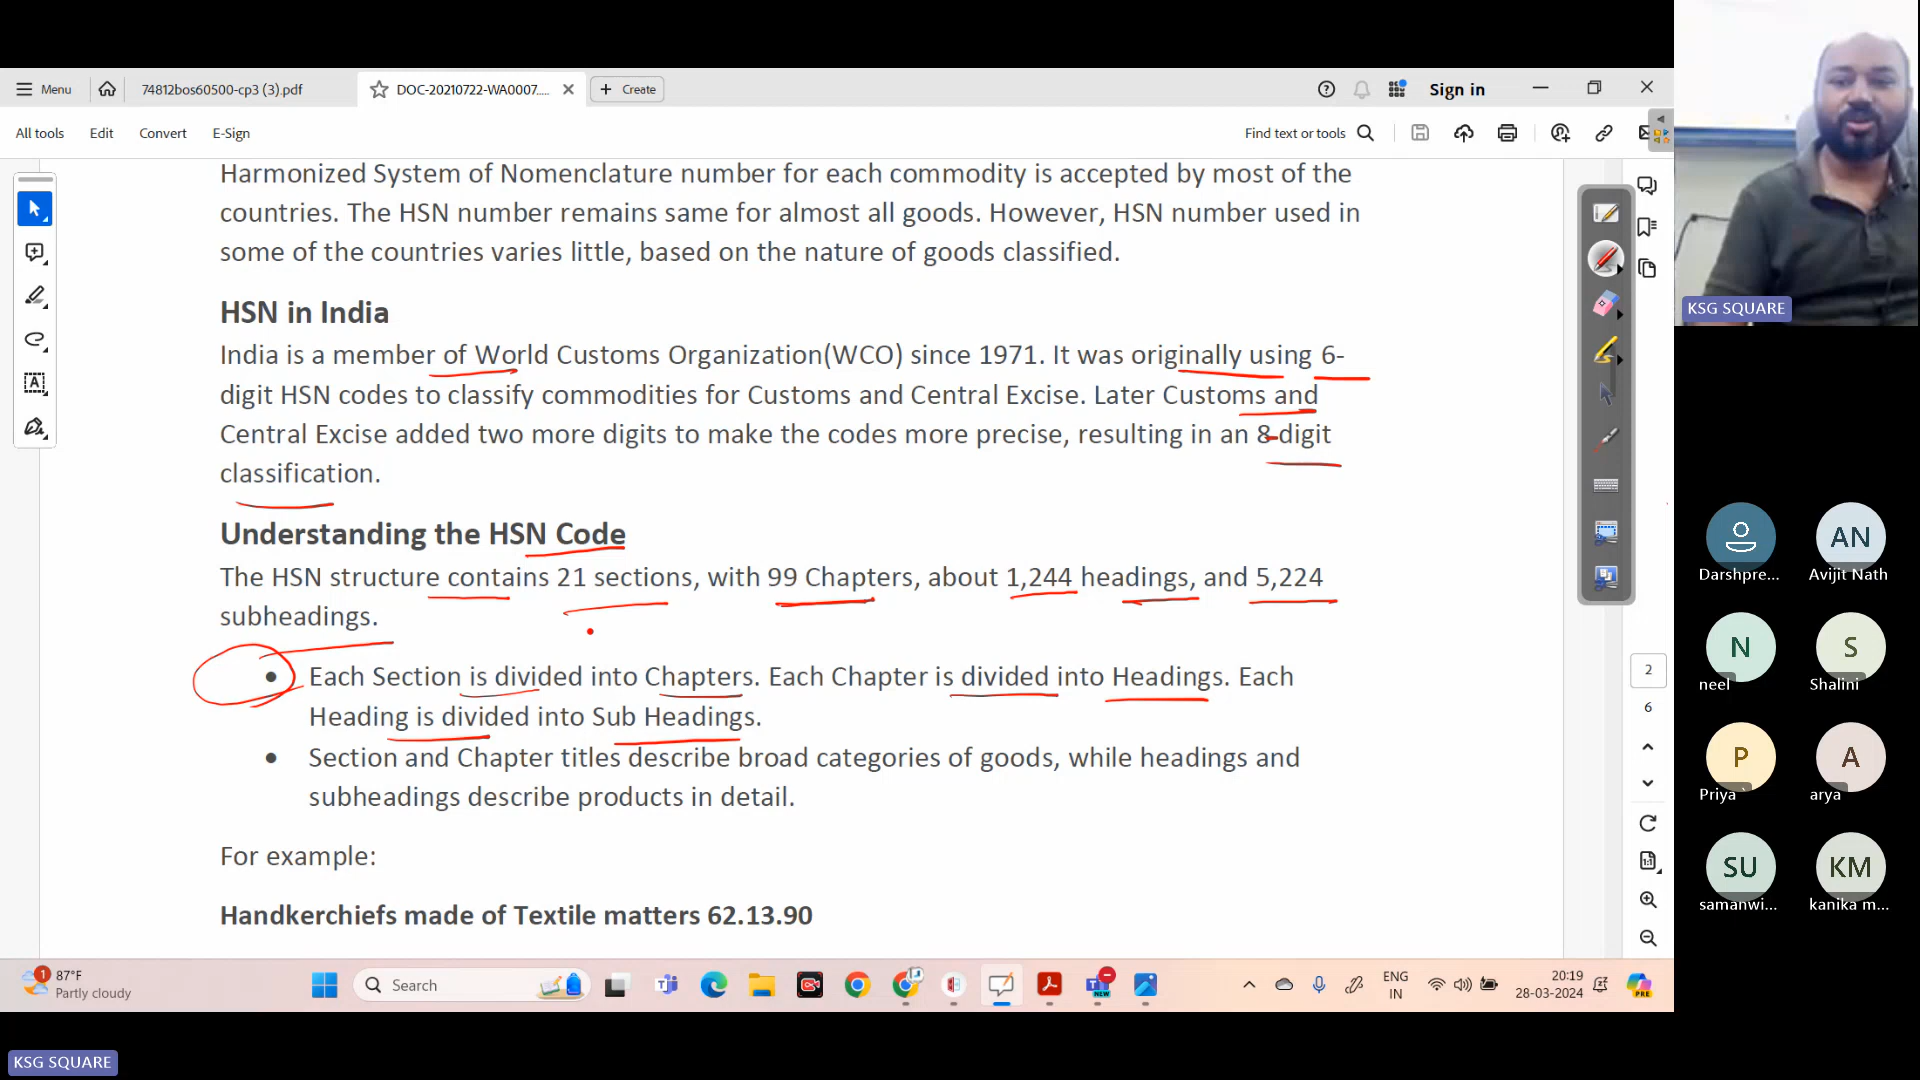 Menu
74812bos60500-cp3 (3).pdf
DOC-20210722-WA0007....
Create
Sign in
All tools
Edit
Convert
E-Sign
Find text or tools
Harmonized System of Nomenclature number for each commodity is accepted by most of the
countries. The HSN number remains same for almost all goods. However, HSN number used in
some of the countries varies little, based on the nature of goods classified.
HSN in India
India is a member of World Customs Organization(WCO) since 1971. It was originally using 6-
digit HSN codes to classify commodities for Customs and Central Excise. Later Customs and
Central Excise added two more digits to make the codes more precise, resulting in an 8-digit
classification.
Understanding the HSN Code
The HSN structure contains 21 sections, with 99 Chapters, about 1,244 headings, and 5,224
subheadings.
• Each Section is divided into Chapters. Each Chapter is divided into Headings. Each
Heading is divided into Sub Headings.
• Section and Chapter titles describe broad categories of goods, while headings and
subheadings describe products in detail.
For example:
Handkerchiefs made of Textile matters 62.13.90
2
6
KSG SQUARE
Darshpre...
AN
Avijit Nath
N
neel
S
Shalini
P
Priya `
A
arya
SU
samanwi...
KM
kanika m...
1
87°F
Partly cloudy
Search
NEW
ENG
IN
20:19
28-03-2024
PRE
KSG SQUARE